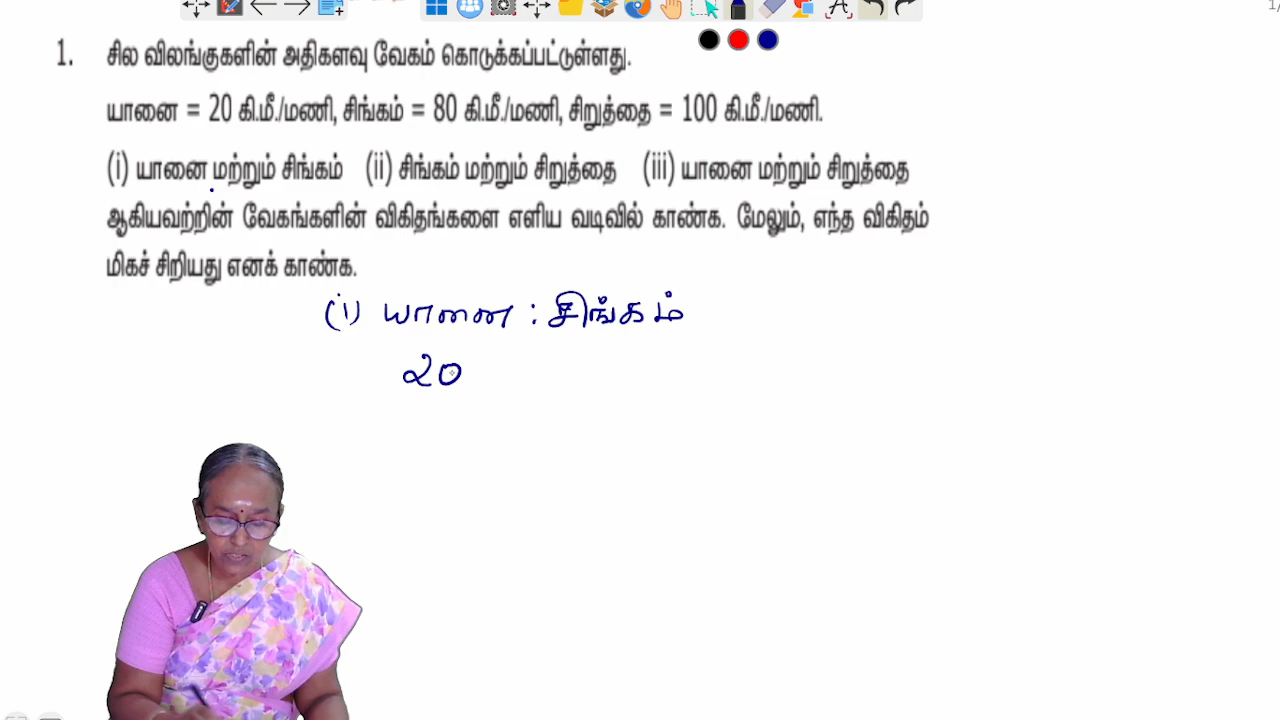 1. சில விலங்குகளின் அதிகளவு வேகம் கொடுக்கப்பட்டுள்ளது.
யானை = 20 கி.மீ./மணி, சிங்கம் = 80 கி.மீ./மணி, சிறுத்தை = 100 கி.மீ./மணி.
(i) யானை மற்றும் சிங்கம் (ii) சிங்கம் மற்றும் சிறுத்தை (iii) யானை மற்றும் சிறுத்தை
ஆகியவற்றின் வேகங்களின் விகிதங்களை எளிய வடிவில் காண்க. மேலும், எந்த விகிதம்
மிகச் சிறியது எனக் காண்க.
(i) யானை : சிங்கம்
20